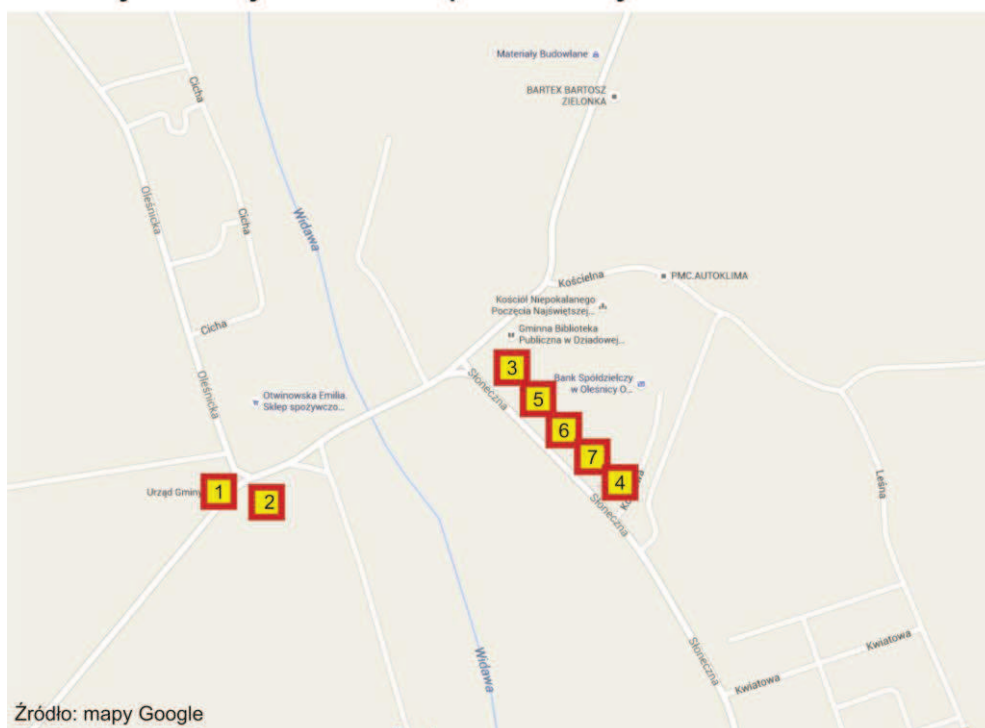 Materiały Budowlane
BARTEX BARTOSZ
ZIELONKA
Cicha
Oleśnicka
Cicha
Widawa
Kościelna
PMC.AUTOKLIMA
Kościół Niepokalanego
Poczęcia Najświętszej...
Gminna Biblioteka
Publiczna w Dziadowej...
Cicha
3
Słoneczna
Bank Spółdzielczy
w Oleśnicy O...
Oleśnicka
Otwinowska Emilia.
Sklep spożywczo...
5
6
7
4
Urząd Gminy
1
2
Słoneczna
Leśna
Słoneczna
Kwiatowa
Kwiatowa
Widawa
Źródło: mapy Google